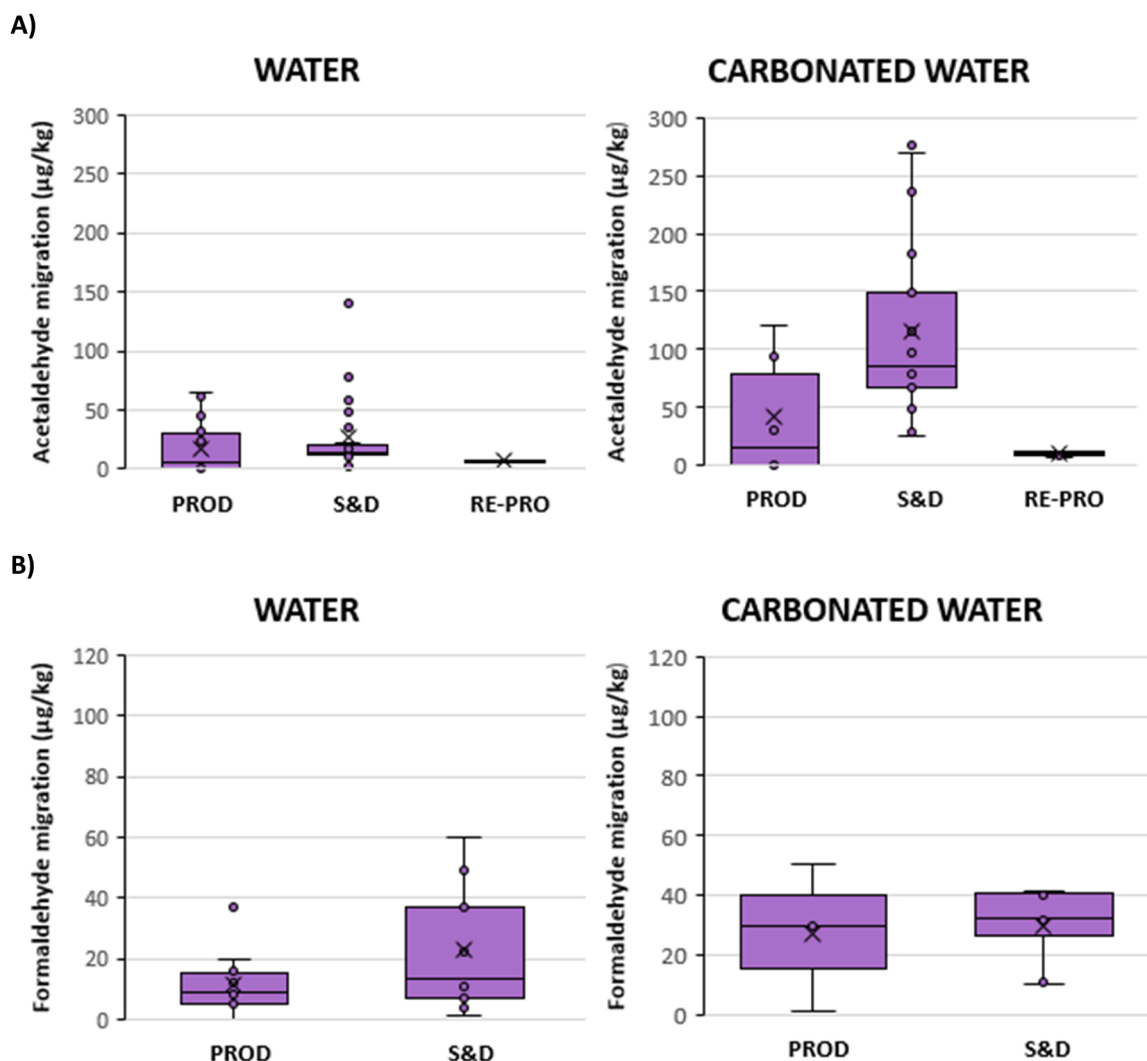 A)
WATER
CARBONATED WATER
Acetaldehyde migration (µg/kg)
300
250
200
150
100
50
0
PROD
S&D
RE-PRO
Acetaldehyde migration (µg/kg)
300
250
200
150
100
50
0
PROD
S&D
RE-PRO
B)
WATER
CARBONATED WATER
Formaldehyde migration (µg/kg)
120
100
80
60
40
20
0
PROD
S&D
Formaldehyde migration (µg/kg)
120
100
80
60
40
20
0
PROD
S&D